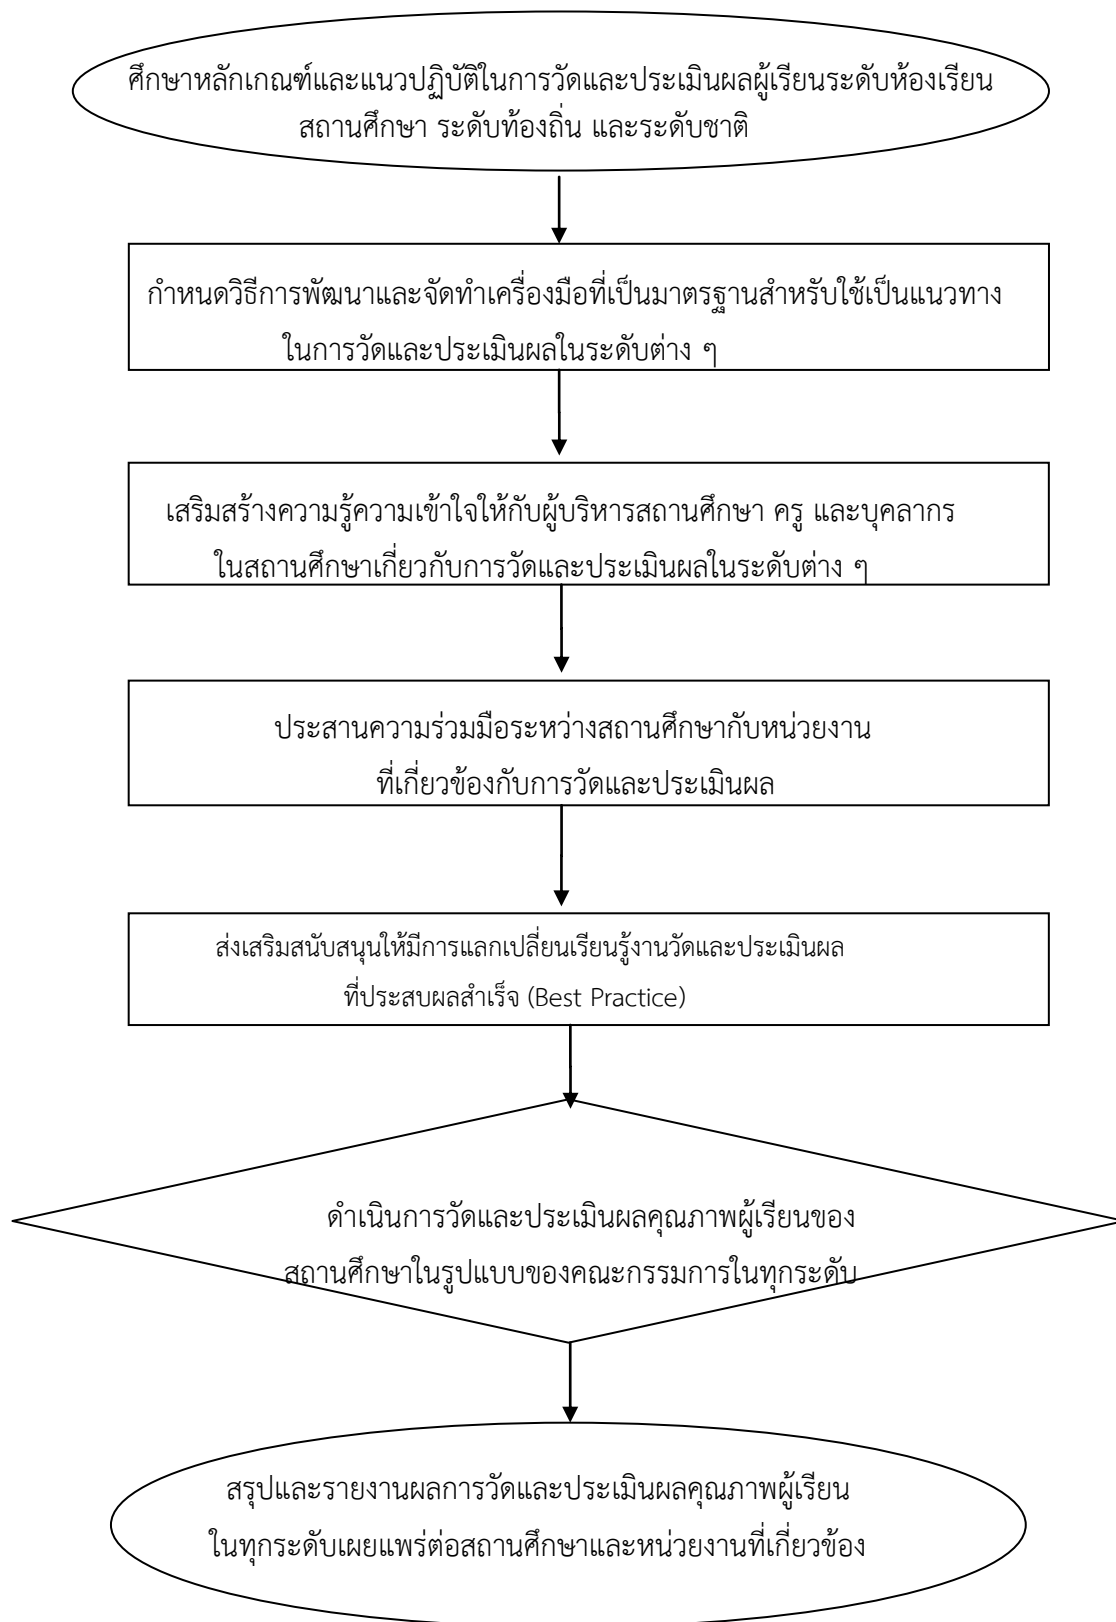 ศึกษาหลักเกณฑ์และแนวปฏิบัติในการวัดและประเมินผลผู้เรียนระดับห้องเรียน
สถานศึกษา ระดับท้องถิ่น และระดับชาติ
กำหนดวิธีการพัฒนาและจัดทำเครื่องมือที่เป็นมาตรฐานสำหรับใช้เป็นแนวทาง
ในการวัดและประเมินผลในระดับต่าง ๆ
เสริมสร้างความรู้ความเข้าใจให้กับผู้บริหารสถานศึกษา ครู และบุคลากร
ในสถานศึกษาเกี่ยวกับการวัดและประเมินผลในระดับต่าง ๆ
ประสานความร่วมมือระหว่างสถานศึกษากับหน่วยงาน
ที่เกี่ยวข้องกับการวัดและประเมินผล
ส่งเสริมสนับสนุนให้มีการแลกเปลี่ยนเรียนรู้งานวัดและประเมินผล
ที่ประสบผลสำเร็จ (Best Practice)
ดำเนินการวัดและประเมินผลคุณภาพผู้เรียนของ
สถานศึกษาในรูปแบบของคณะกรรมการในทุกระดับ
สรุปและรายงานผลการวัดและประเมินผลคุณภาพผู้เรียน
ในทุกระดับเผยแพร่ต่อสถานศึกษาและหน่วยงานที่เกี่ยวข้อง